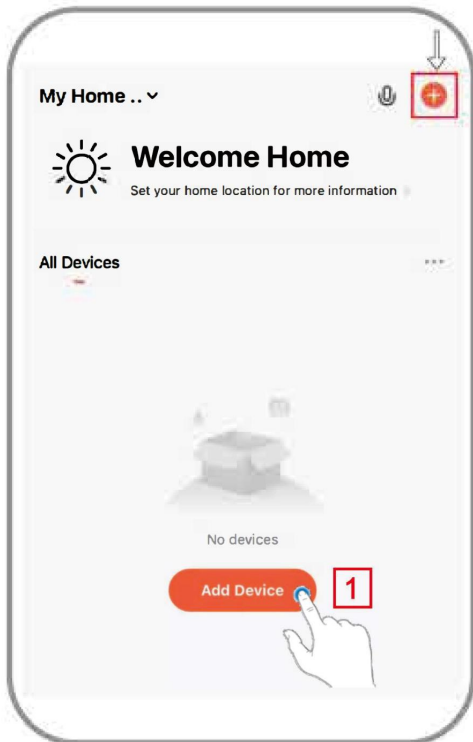 My Home ..
Welcome Home
Set your home location for more information
All Devices
No devices
Add Device
1